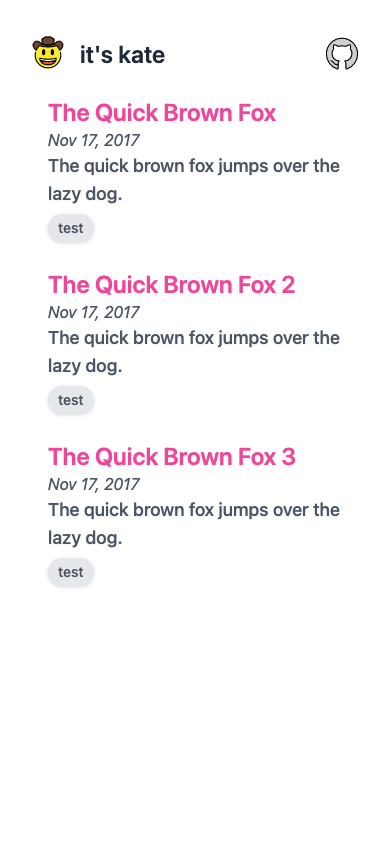 it's kate
The Quick Brown Fox
Nov 17, 2017
The quick brown fox jumps over the
lazy dog.
test
The Quick Brown Fox 2
Nov 17, 2017
The quick brown fox jumps over the
lazy dog.
test
The Quick Brown Fox 3
Nov 17, 2017
The quick brown fox jumps over the
lazy dog.
test